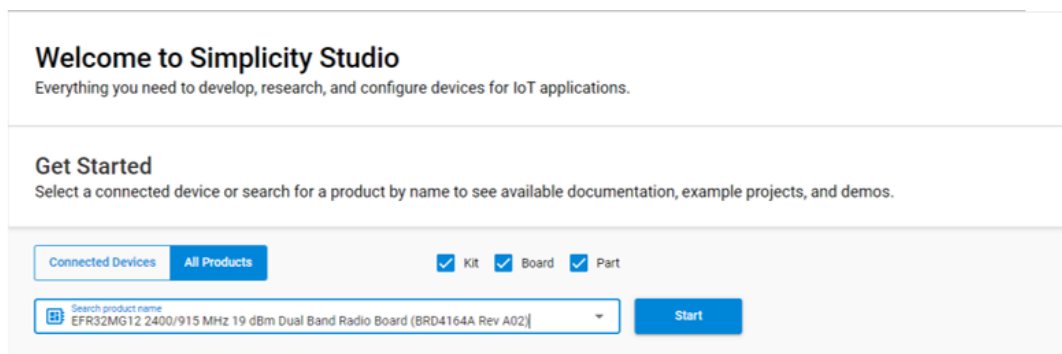 Welcome to Simplicity Studio
Everything you need to develop, research, and configure devices for IoT applications.
Get Started
Select a connected device or search for a product by name to see available documentation, example projects, and demos.
Connected Devices All Products Kit Board Part
Search product name
EFR32MG12 2400/915 MHz 19 dBm Dual Band Radio Board (BRD4164A Rev A02)
Start